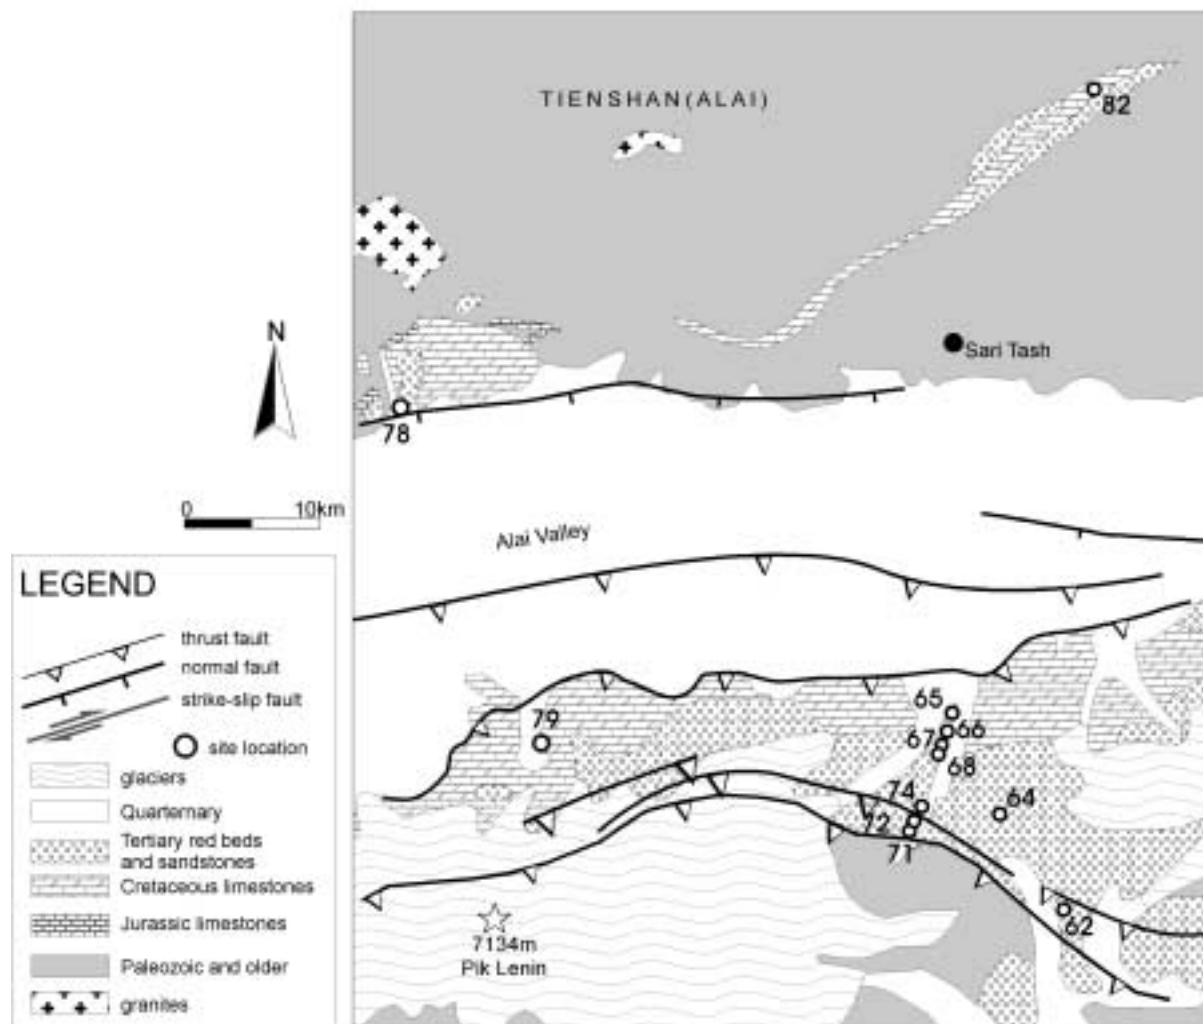 TIENSHAN(ALAI)
82
Sari Tash
N
78
0 10km
Alai Valley
LEGEND
thrust fault
normal fault
strike-slip fault
site location
glaciers
Quarternary
Tertiary red beds
and sandstones
Cretaceous limestones
Jurassic limestones
Paleozoic and older
granites
79
65
66
67
68
74
64
72
71
62
7134m
Pik Lenin